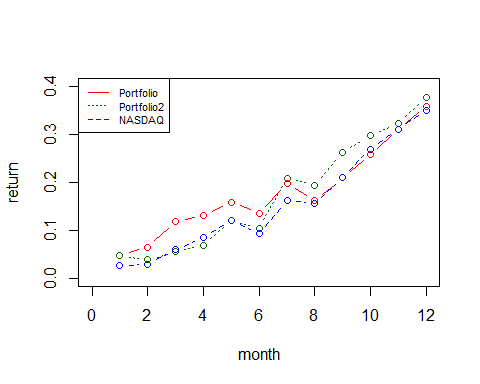 Portfolio
Portfolio2
NASDAQ
return
0.4
0.3
0.2
0.1
0.0
0 2 4 6 8 10 12
month